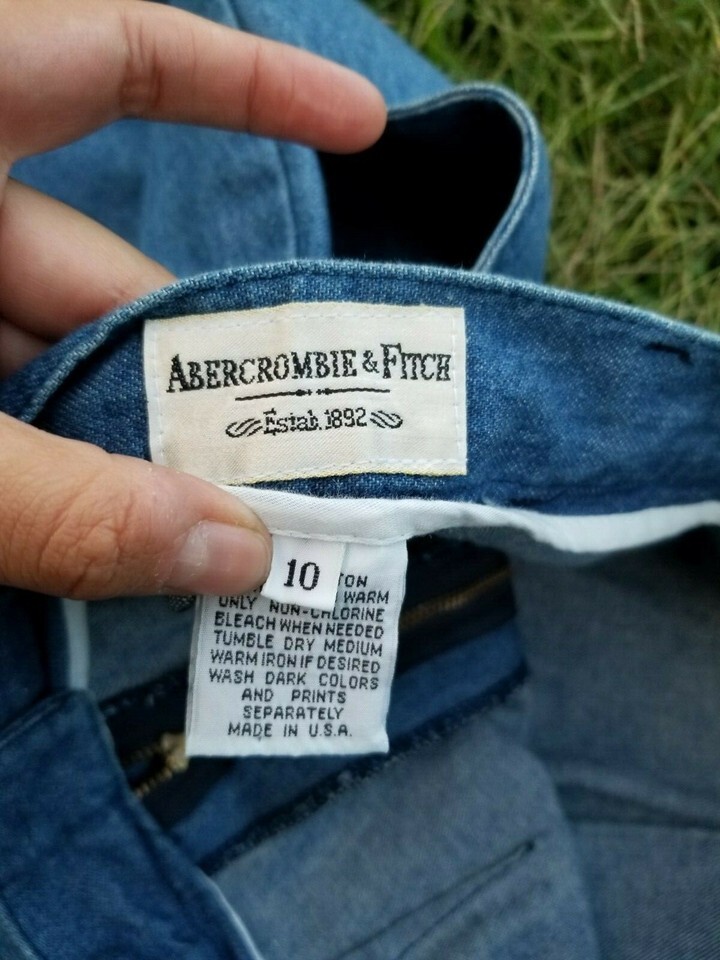 ABERCROMBIE & FITCH
Estab. 1892
10
TON
WARM
ONLY NON-CHLORINE
BLEACH WHEN NEEDED
TUMBLE DRY MEDIUM
WARM IRON IF DESIRED
WASH DARK COLORS
AND PRINTS
SEPARATELY
MADE IN U.S.A.